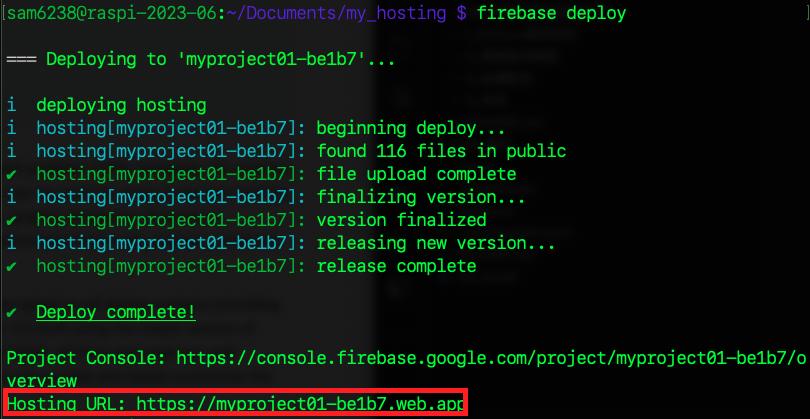 [sam6238@raspi-2023-06:~/Documents/my_hosting $ firebase deploy ]
=== Deploying to 'myproject01-be1b7'...
i  deploying hosting
i  hosting[myproject01-be1b7]: beginning deploy...
i  hosting[myproject01-be1b7]: found 116 files in public
✔  hosting[myproject01-be1b7]: file upload complete
i  hosting[myproject01-be1b7]: finalizing version...
✔  hosting[myproject01-be1b7]: version finalized
i  hosting[myproject01-be1b7]: releasing new version...
✔  hosting[myproject01-be1b7]: release complete
✔  Deploy complete!
Project Console: https://console.firebase.google.com/project/myproject01-be1b7/o
verview
Hosting URL: https://myproject01-be1b7.web.app